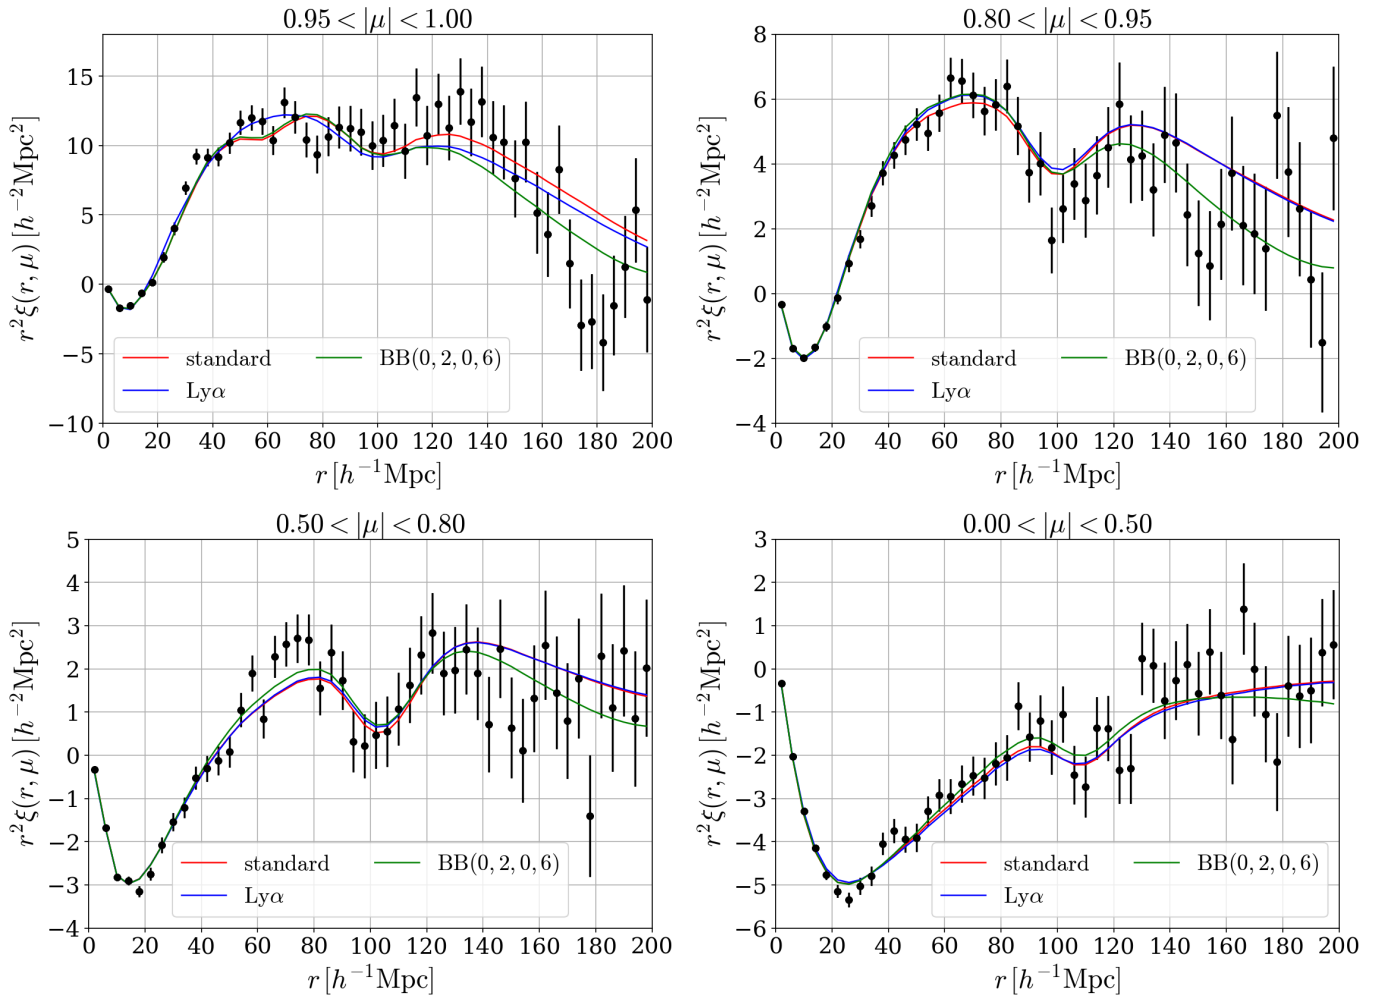 0.95 < |μ| < 1.00
15
10
5
0
−5
−10
r²ξ(r, μ) [h⁻²Mpc²]
standard
BB(0, 2, 0, 6)
Lyα
0 20 40 60 80 100 120 140 160 180 200
r [h⁻¹Mpc]
0.80 < |μ| < 0.95
8
6
4
2
0
−2
−4
r²ξ(r, μ) [h⁻²Mpc²]
standard
BB(0, 2, 0, 6)
Lyα
0 20 40 60 80 100 120 140 160 180 200
r [h⁻¹Mpc]
0.50 < |μ| < 0.80
5
4
3
2
1
0
−1
−2
−3
−4
r²ξ(r, μ) [h⁻²Mpc²]
standard
BB(0, 2, 0, 6)
Lyα
0 20 40 60 80 100 120 140 160 180 200
r [h⁻¹Mpc]
0.00 < |μ| < 0.50
3
2
1
0
−1
−2
−3
−4
−5
−6
r²ξ(r, μ) [h⁻²Mpc²]
standard
BB(0, 2, 0, 6)
Lyα
0 20 40 60 80 100 120 140 160 180 200
r [h⁻¹Mpc]